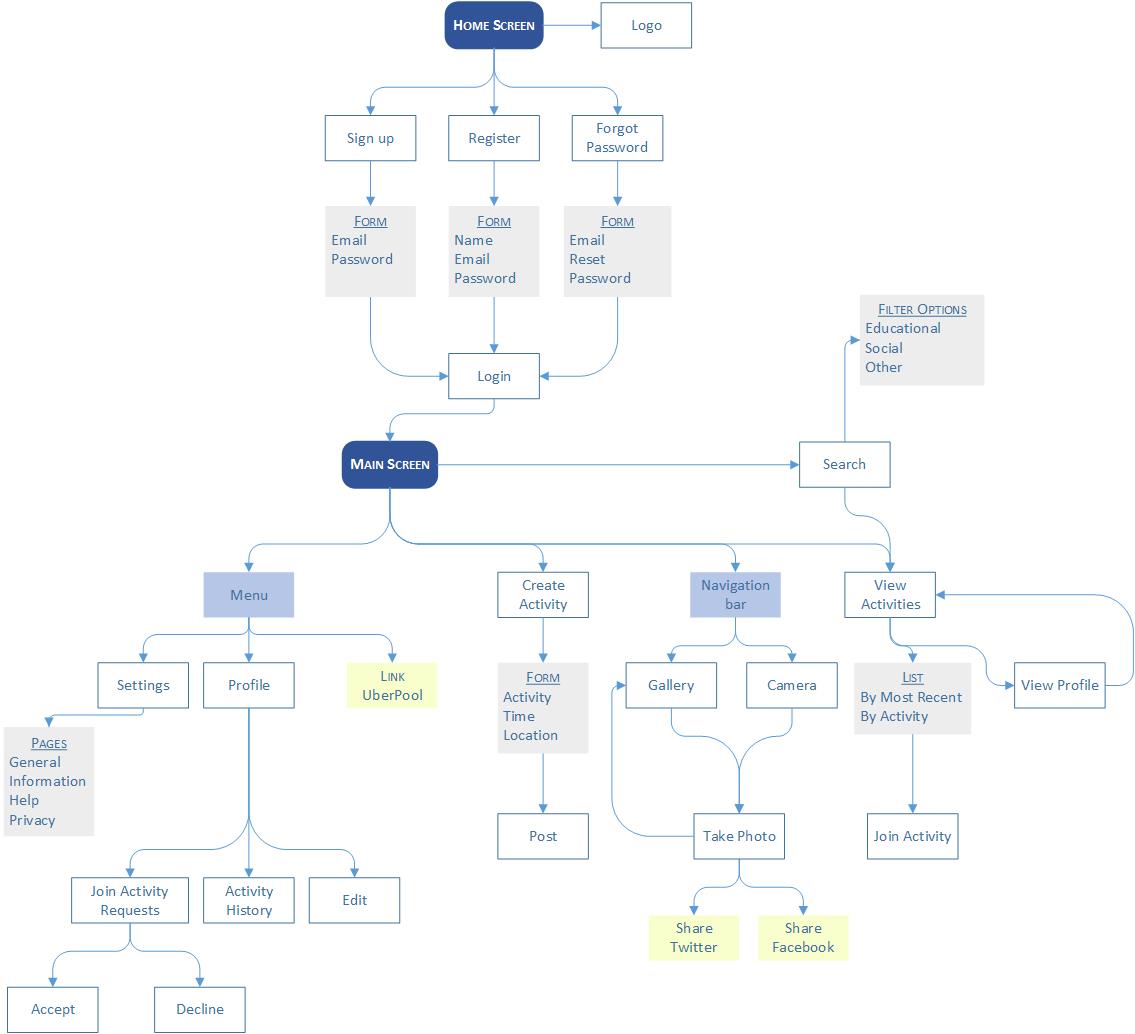 HOME SCREEN
Logo
Sign up
Register
Forgot
Password
FORM
Email
Password
FORM
Name
Email
Password
FORM
Email
Reset
Password
Login
FILTER OPTIONS
Educational
Social
Other
MAIN SCREEN
Search
Menu
Create
Activity
Navigation
bar
View
Activities
Settings
Profile
LINK
UberPool
FORM
Activity
Time
Location
Gallery
Camera
LIST
By Most Recent
By Activity
View Profile
PAGES
General
Information
Help
Privacy
Post
Take Photo
Join Activity
Join Activity
Requests
Activity
History
Edit
Share
Twitter
Share
Facebook
Accept
Decline